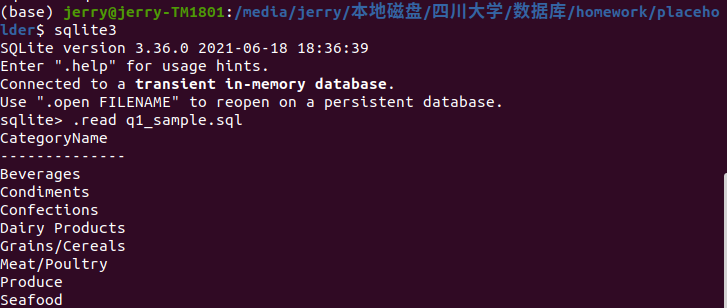 (base) jerry@jerry-TM1801:/media/jerry/本地磁盘/四川大学/数据库/homework/placeho
lder$ sqlite3
SQLite version 3.36.0 2021-06-18 18:36:39
Enter ".help" for usage hints.
Connected to a transient in-memory database.
Use ".open FILENAME" to reopen on a persistent database.
sqlite> .read q1_sample.sql
CategoryName
--------------
Beverages
Condiments
Confections
Dairy Products
Grains/Cereals
Meat/Poultry
Produce
Seafood